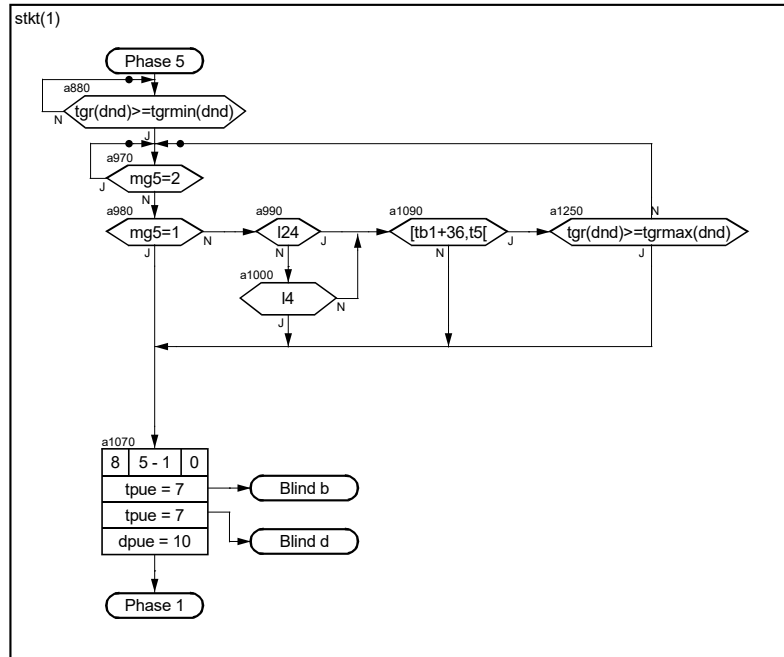 stkt(1)
Phase 5
a880
tgr(dnd)>=tgrmin(dnd)
N
J
a970
mg5=2
J
N
a980
mg5=1
N
J
a990
l24
J
N
a1000
l4
N
J
a1090
[tb1+36,t5[
J
N
a1250
N
tgr(dnd)>=tgrmax(dnd)
J
a1070
8 5 - 1 0
tpue = 7
Blind b
tpue = 7
Blind d
dpue = 10
Phase 1